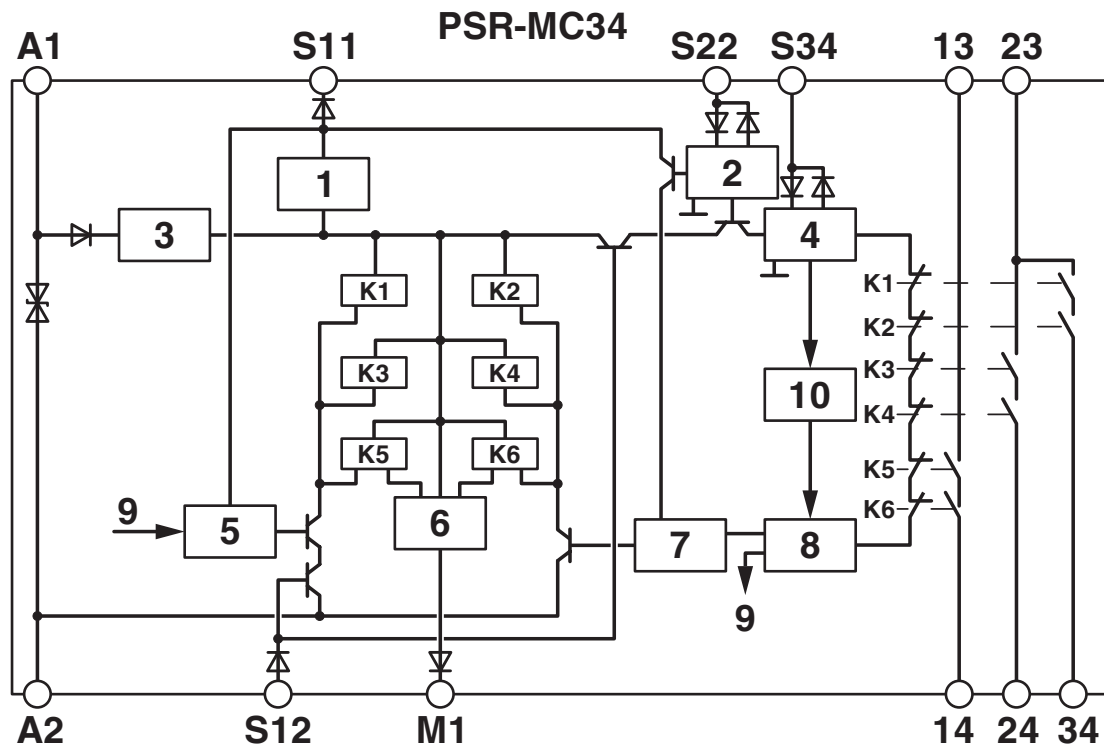 PSR-MC34
A1 S11 S22 S34 13 23
2
1
3 4
K1 K2 K1
K2
K3 K4 K3
10
K4
K5 K6 K5
9 5 6 K6
7 8
9
A2 S12 M1 14 24 34